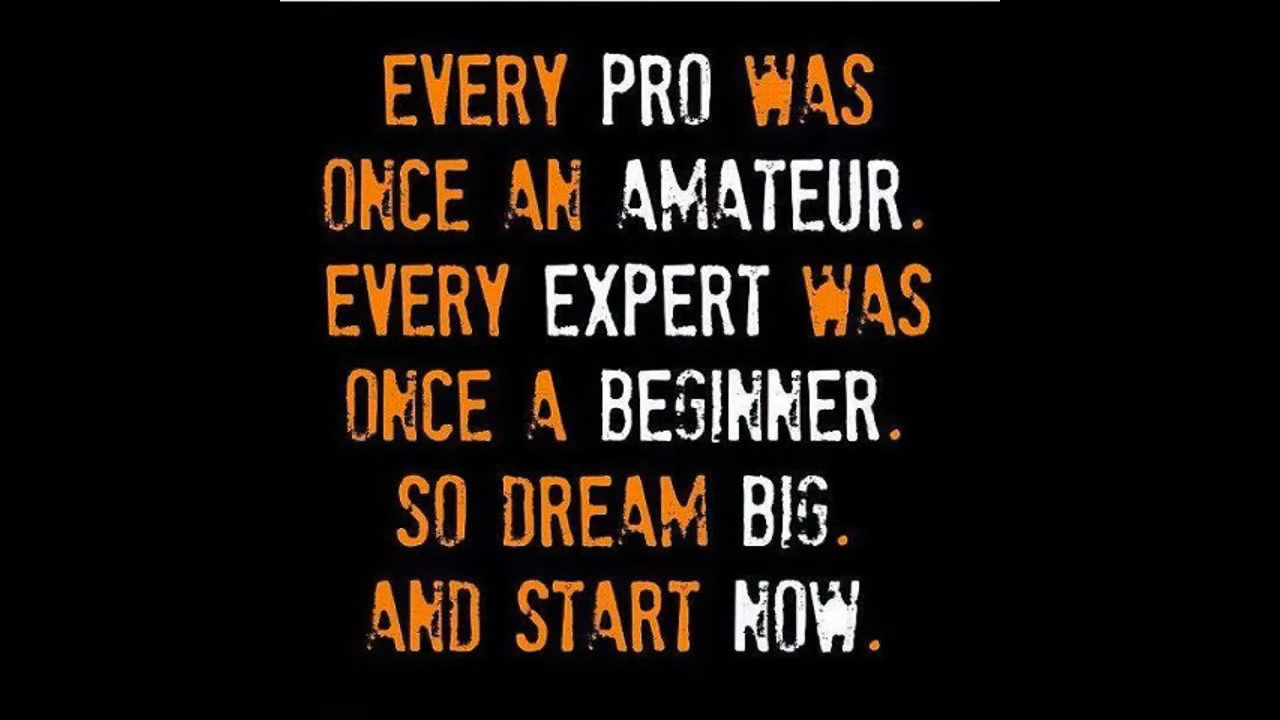 EVERY PRO WAS
ONCE AN AMATEUR.
EVERY EXPERT WAS
ONCE A BEGINNER.
SO DREAM BIG.
AND START NOW.